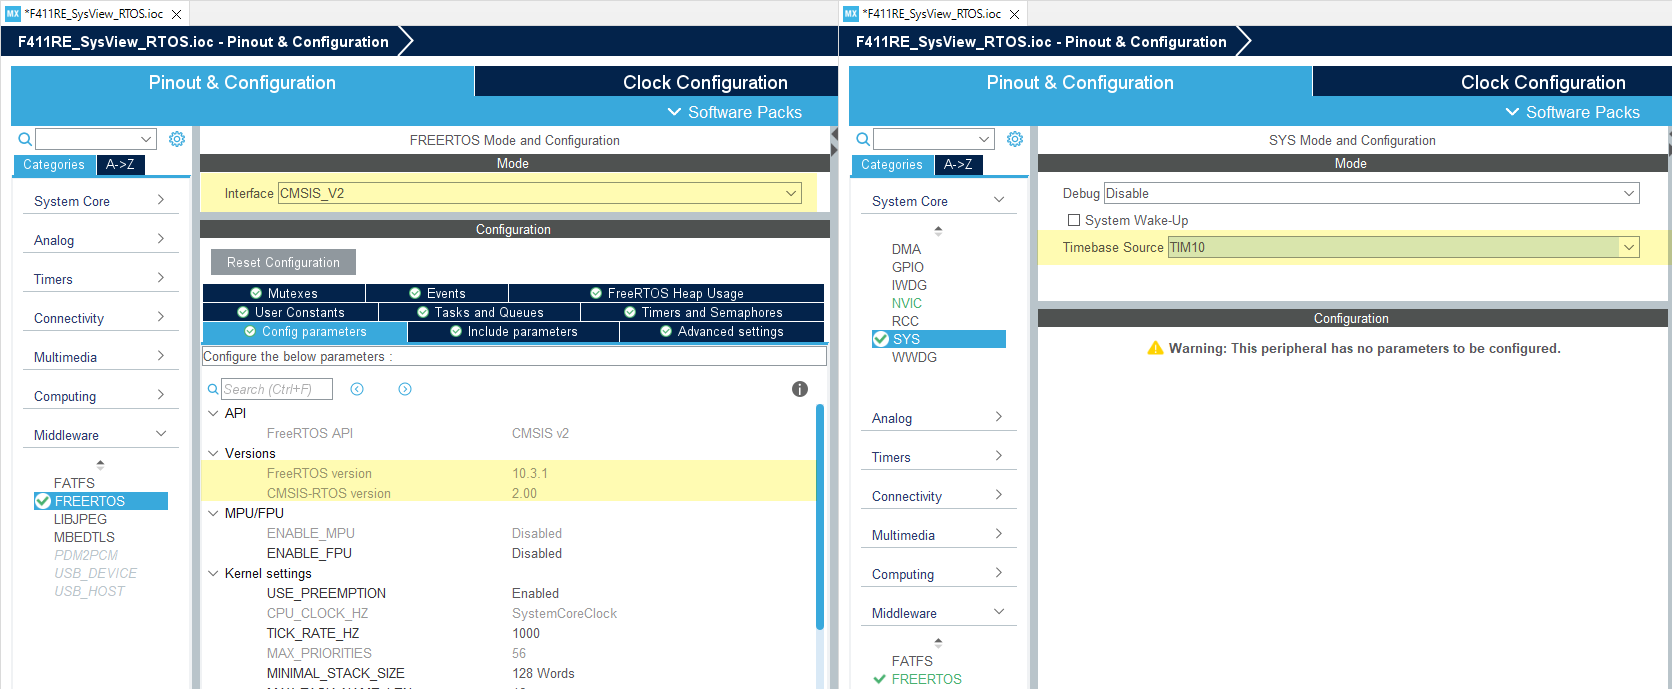 *F411RE_SysView_RTOS.ioc
F411RE_SysView_RTOS.ioc - Pinout & Configuration
Pinout & Configuration
Clock Configuration
Software Packs
Categories
A->Z
System Core
Analog
Timers
Connectivity
Multimedia
Computing
Middleware
FATFS
FREERTOS
LIBJPEG
MBEDTLS
PDM2PCM
USB_DEVICE
USB_HOST
FREERTOS Mode and Configuration
Mode
Interface CMSIS_V2
Configuration
Reset Configuration
Mutexes Events FreeRTOS Heap Usage
User Constants Tasks and Queues Timers and Semaphores
Config parameters Include parameters Advanced settings
Configure the below parameters :
Search (Ctrl+F)
API
FreeRTOS API CMSIS v2
Versions
FreeRTOS version 10.3.1
CMSIS-RTOS version 2.00
MPU/FPU
ENABLE_MPU Disabled
ENABLE_FPU Disabled
Kernel settings
USE_PREEMPTION Enabled
CPU_CLOCK_HZ SystemCoreClock
TICK_RATE_HZ 1000
MAX_PRIORITIES 56
MINIMAL_STACK_SIZE 128 Words
*F411RE_SysView_RTOS.ioc
F411RE_SysView_RTOS.ioc - Pinout & Configuration
Pinout & Configuration
Clock Configuration
Software Packs
Categories
A->Z
System Core
DMA
GPIO
IWDG
NVIC
RCC
SYS
WWDG
Analog
Timers
Connectivity
Multimedia
Computing
Middleware
FATFS
FREERTOS
SYS Mode and Configuration
Mode
Debug Disable
System Wake-Up
Timebase Source TIM10
Configuration
Warning: This peripheral has no parameters to be configured.